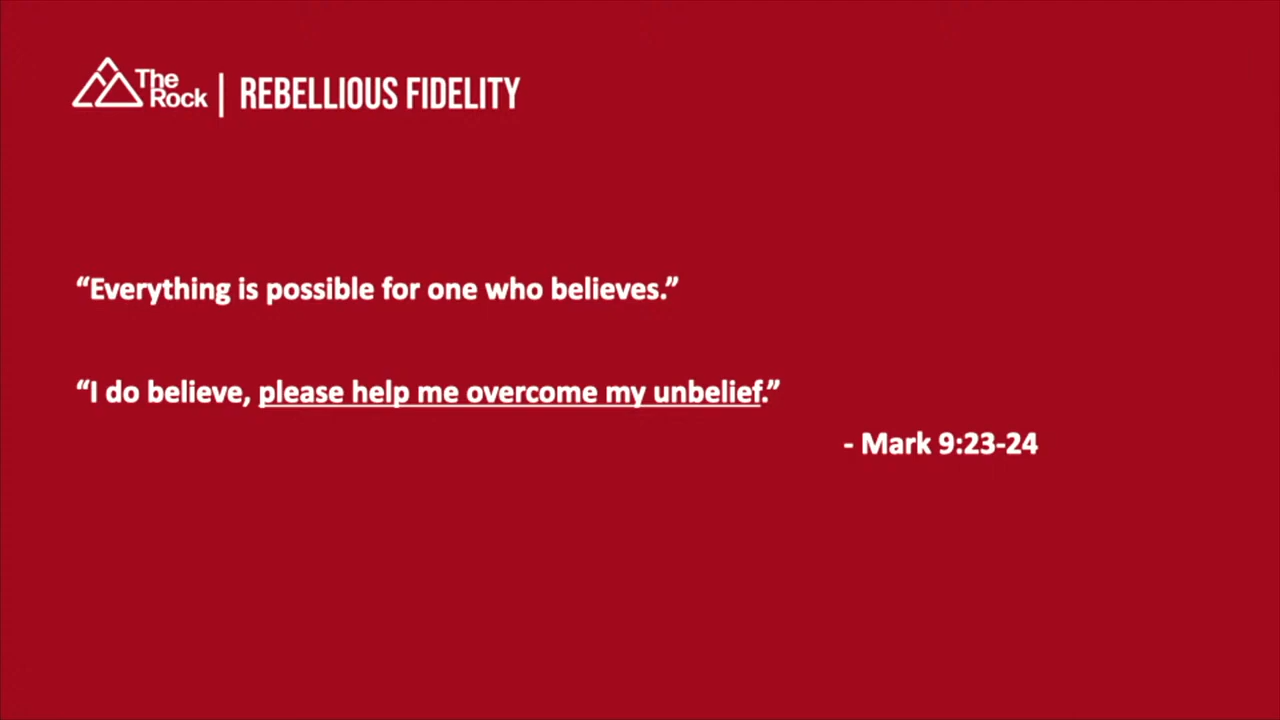 The Rock | REBELLIOUS FIDELITY
“Everything is possible for one who believes.”
“I do believe, please help me overcome my unbelief.”
- Mark 9:23-24